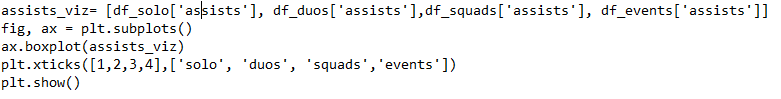 assists_viz= [df_solo['assists'], df_duos['assists'],df_squads['assists'], df_events['assists']]
fig, ax = plt.subplots()
ax.boxplot(assists_viz)
plt.xticks([1,2,3,4],['solo', 'duos', 'squads','events'])
plt.show()